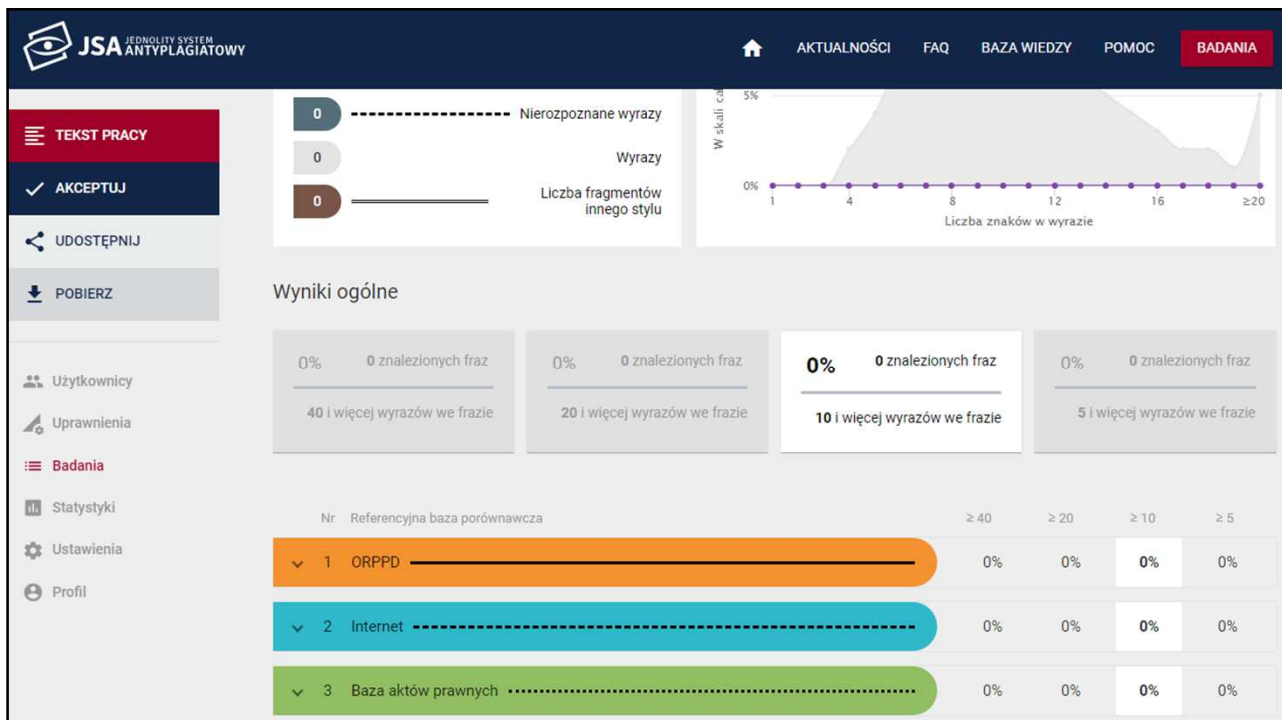 JSA JEDNOLITY SYSTEM
ANTYPLAGIATOWY
AKTUALNOŚCI FAQ BAZA WIEDZY POMOC BADANIA
TEKST PRACY
AKCEPTUJ
UDOSTĘPNIJ
POBIERZ
Użytkownicy
Uprawnienia
Badania
Statystyki
Ustawienia
Profil
0 Nierozpoznane wyrazy
0 Wyrazy
0 Liczba fragmentów
innego stylu
W skali
5%
0%
1 4 8 12 16 ≥20
Liczba znaków w wyrazie
Wyniki ogólne
0% 0 znalezionych fraz
40 i więcej wyrazów we frazie
0% 0 znalezionych fraz
20 i więcej wyrazów we frazie
0% 0 znalezionych fraz
10 i więcej wyrazów we frazie
0% 0 znalezionych fraz
5 i więcej wyrazów we frazie
Nr Referencyjna baza porównawcza ≥ 40 ≥ 20 ≥ 10 ≥ 5
1 ORPPD 0% 0% 0% 0%
2 Internet 0% 0% 0% 0%
3 Baza aktów prawnych 0% 0% 0% 0%